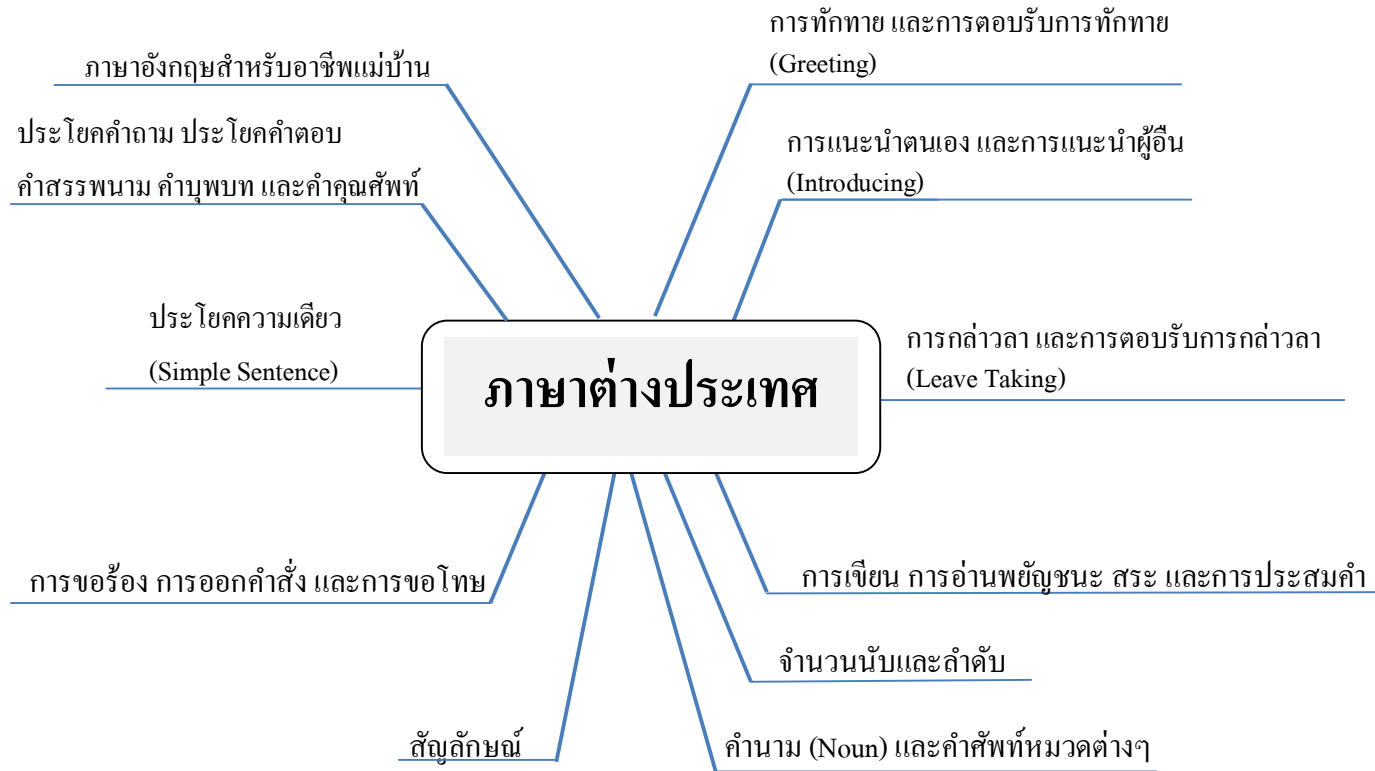 การทักทาย และการตอบรับการทักทาย
(Greeting)
ภาษาอังกฤษสำหรับอาชีพแม่บ้าน
ประโยคคำถาม ประโยคคำตอบ
คำสรรพนาม คำบุพบท และคำคุณศัพท์
การแนะนำตนเอง และการแนะนำผู้อื่น
(Introducing)
ประโยคความเดียว
(Simple Sentence)
ภาษาต่างประเทศ
การกล่าวลา และการตอบรับการกล่าวลา
(Leave Taking)
การขอร้อง การออกคำสั่ง และการขอโทษ
การเขียน การอ่านพยัญชนะ สระ และการประสมคำ
จำนวนนับและลำดับ
สัญลักษณ์
คำนาม (Noun) และคำศัพท์หมวดต่างๆ